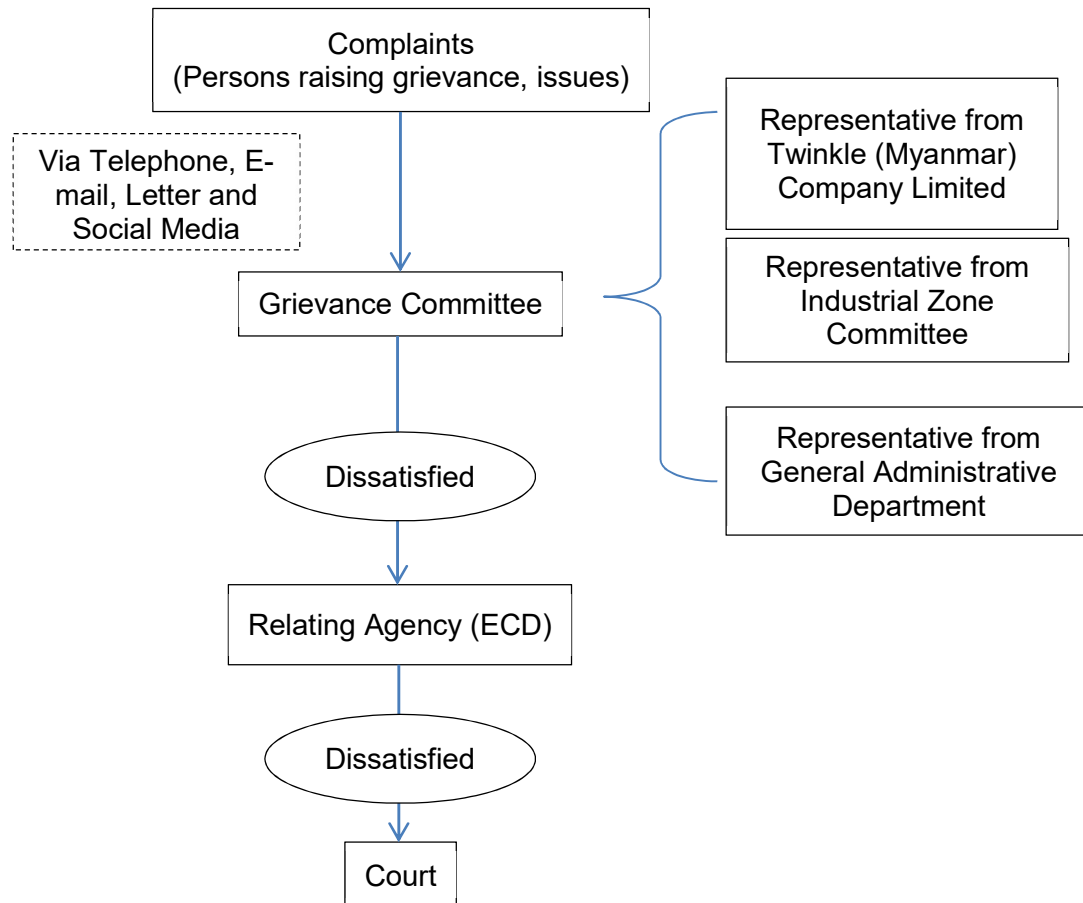 Complaints
(Persons raising grievance, issues)
Via Telephone, E-
mail, Letter and
Social Media
Grievance Committee
Representative from
Twinkle (Myanmar)
Company Limited
Representative from
Industrial Zone
Committee
Representative from
General Administrative
Department
Dissatisfied
Relating Agency (ECD)
Dissatisfied
Court